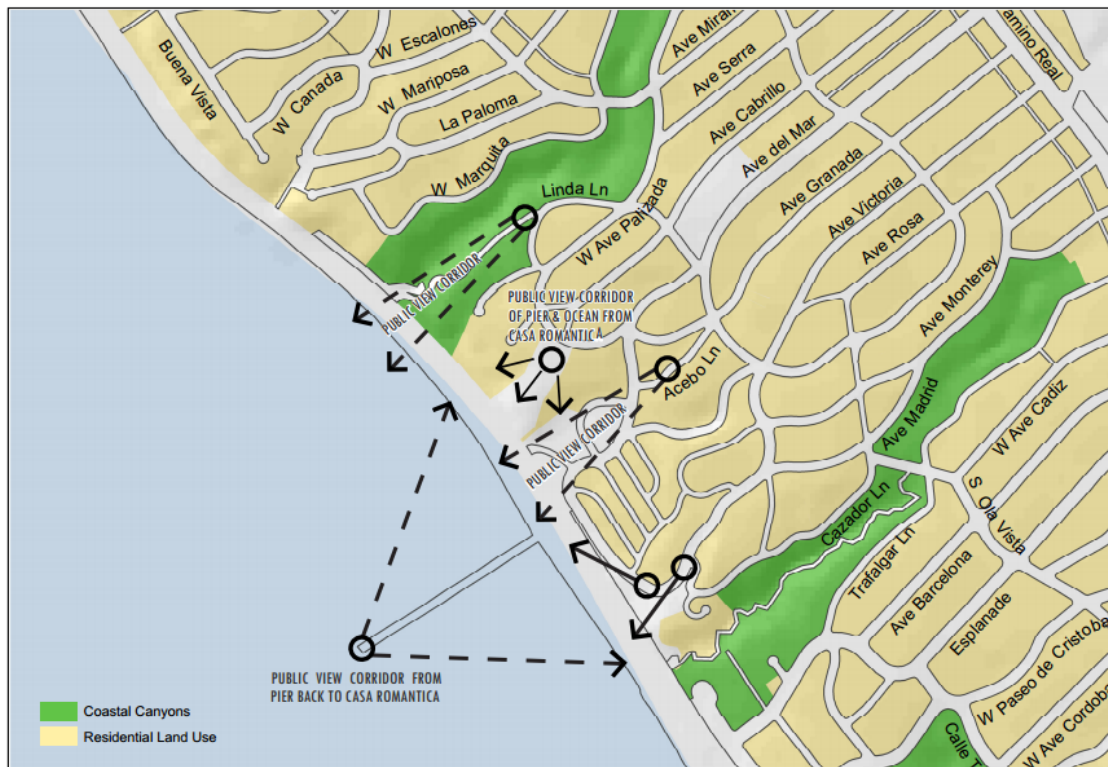 Buena Vista
W Canada
W Escalones
W Mariposa
La Paloma
W Marquita
Linda Ln
Ave Miram
Ave Serra
Ave Cabrillo
Ave del Mar
Ave Granada
Ave Victoria
Ave Rosa
Ave Monterey
amino Real
W Ave Palizada
PUBLIC VIEW CORRIDOR
PUBLIC VIEW CORRIDOR
OF PIER & OCEAN FROM
CASA ROMANTICA
Acebo Ln
PUBLIC VIEW CORRIDOR
Ave Madrid
W Ave Cadiz
S Ola Vista
Cazador Ln
Trafalgar Ln
Ave Barcelona
Esplanade
W Paseo de Cristoba
W Ave Cordoba
Calle T
PUBLIC VIEW CORRIDOR FROM
PIER BACK TO CASA ROMANTICA
Coastal Canyons
Residential Land Use